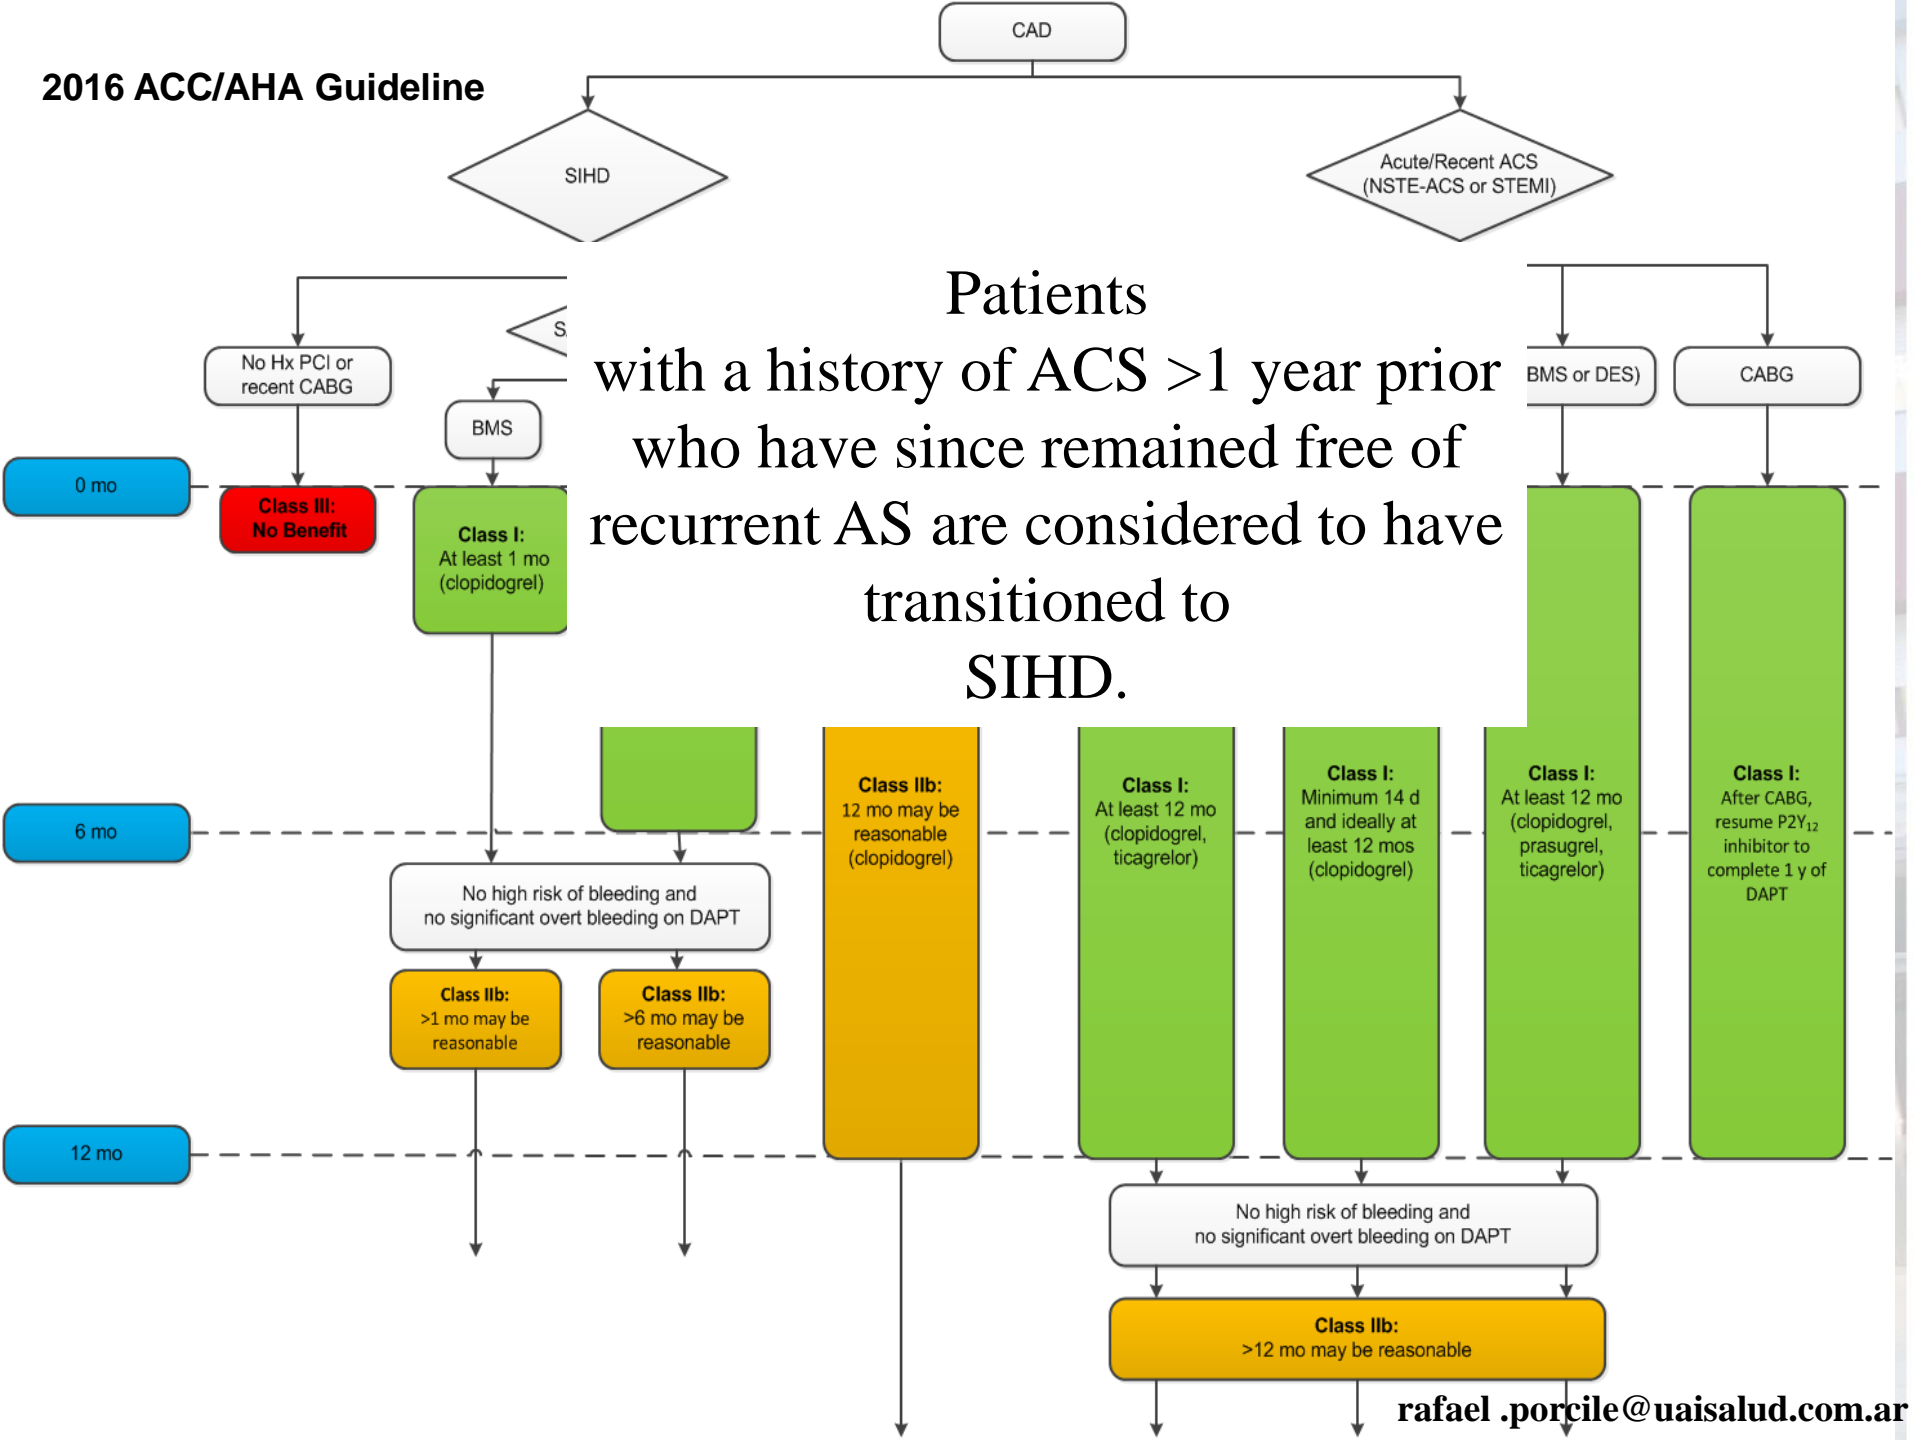 CAD
2016 ACC/AHA Guideline
SIHD
Acute/Recent ACS
(NSTE-ACS or STEMI)
Patients
with a history of ACS >1 year prior
who have since remained free of
recurrent AS are considered to have
transitioned to
SIHD.
No Hx PCI or
recent CABG
BMS
BMS or DES)
CABG
0 mo
Class III:
No Benefit
Class I:
At least 1 mo
(clopidogrel)
Class IIb:
12 mo may be
reasonable
(clopidogrel)
Class I:
At least 12 mo
(clopidogrel,
ticagrelor)
Class I:
Minimum 14 d
and ideally at
least 12 mos
(clopidogrel)
Class I:
At least 12 mo
(clopidogrel,
prasugrel,
ticagrelor)
Class I:
After CABG,
resume P2Y₁₂
inhibitor to
complete 1 y of
DAPT
6 mo
No high risk of bleeding and
no significant overt bleeding on DAPT
Class IIb:
>1 mo may be
reasonable
Class IIb:
>6 mo may be
reasonable
12 mo
No high risk of bleeding and
no significant overt bleeding on DAPT
Class IIb:
>12 mo may be reasonable
rafael .porcile@uaisalud.com.ar